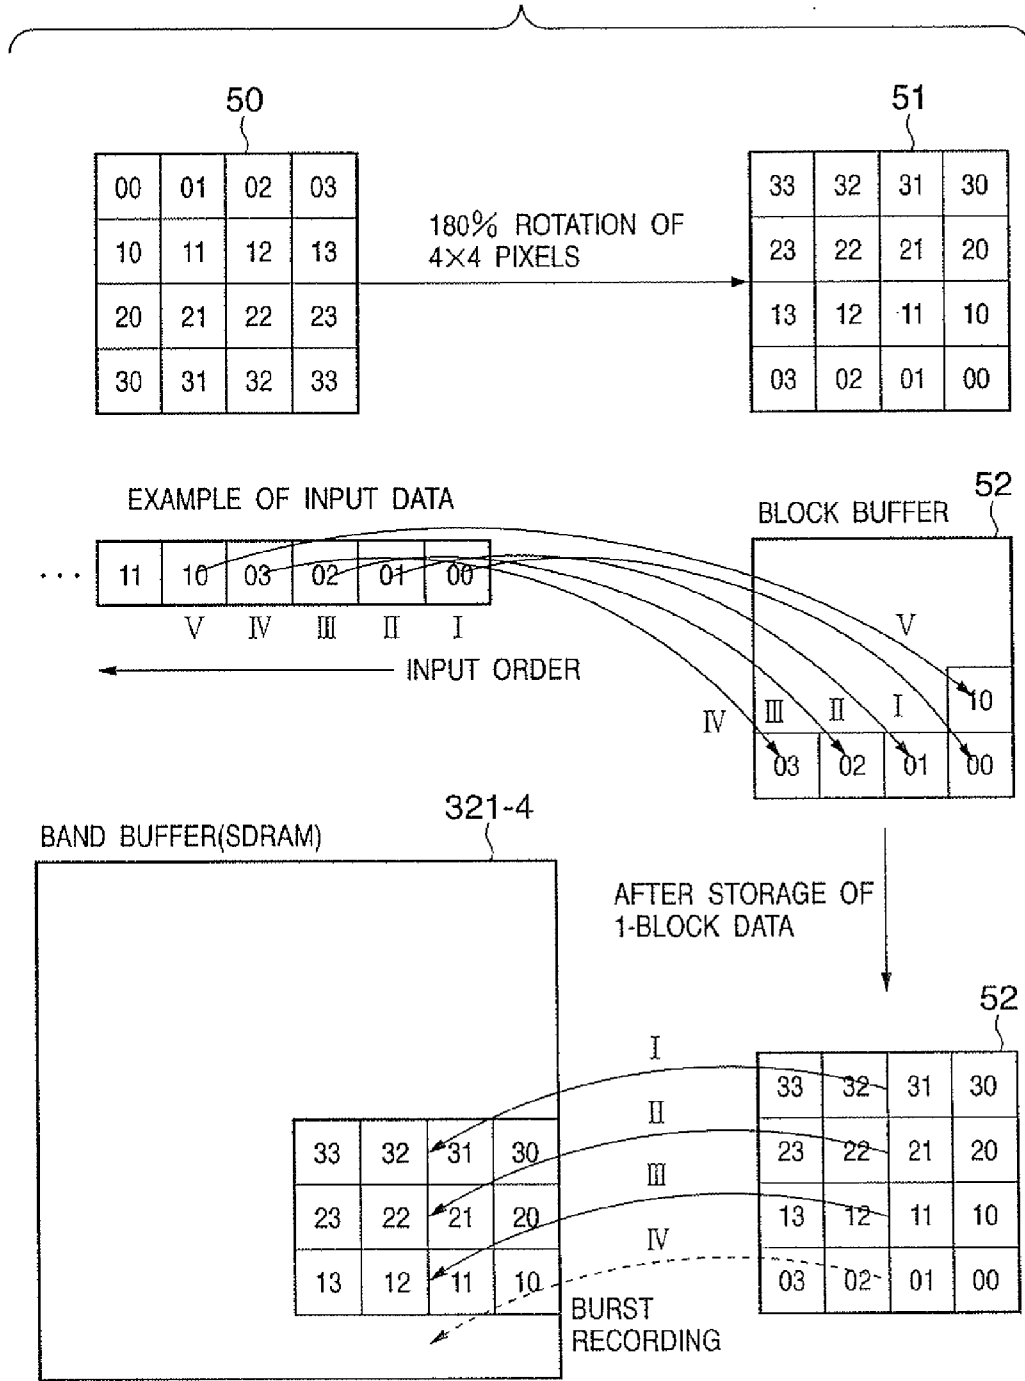 50
51
00 01 02 03
10 11 12 13
20 21 22 23
30 31 32 33
180% ROTATION OF
4×4 PIXELS
33 32 31 30
23 22 21 20
13 12 11 10
03 02 01 00
EXAMPLE OF INPUT DATA
... 11 10 03 02 01 00
V IV III II I
INPUT ORDER
52
BLOCK BUFFER
V
10
IV III II I
03 02 01 00
AFTER STORAGE OF
1-BLOCK DATA
321-4
BAND BUFFER(SDRAM)
33 32 31 30
23 22 21 20
13 12 11 10
I
II
III
IV
BURST
RECORDING
52
33 32 31 30
23 22 21 20
13 12 11 10
03 02 01 00